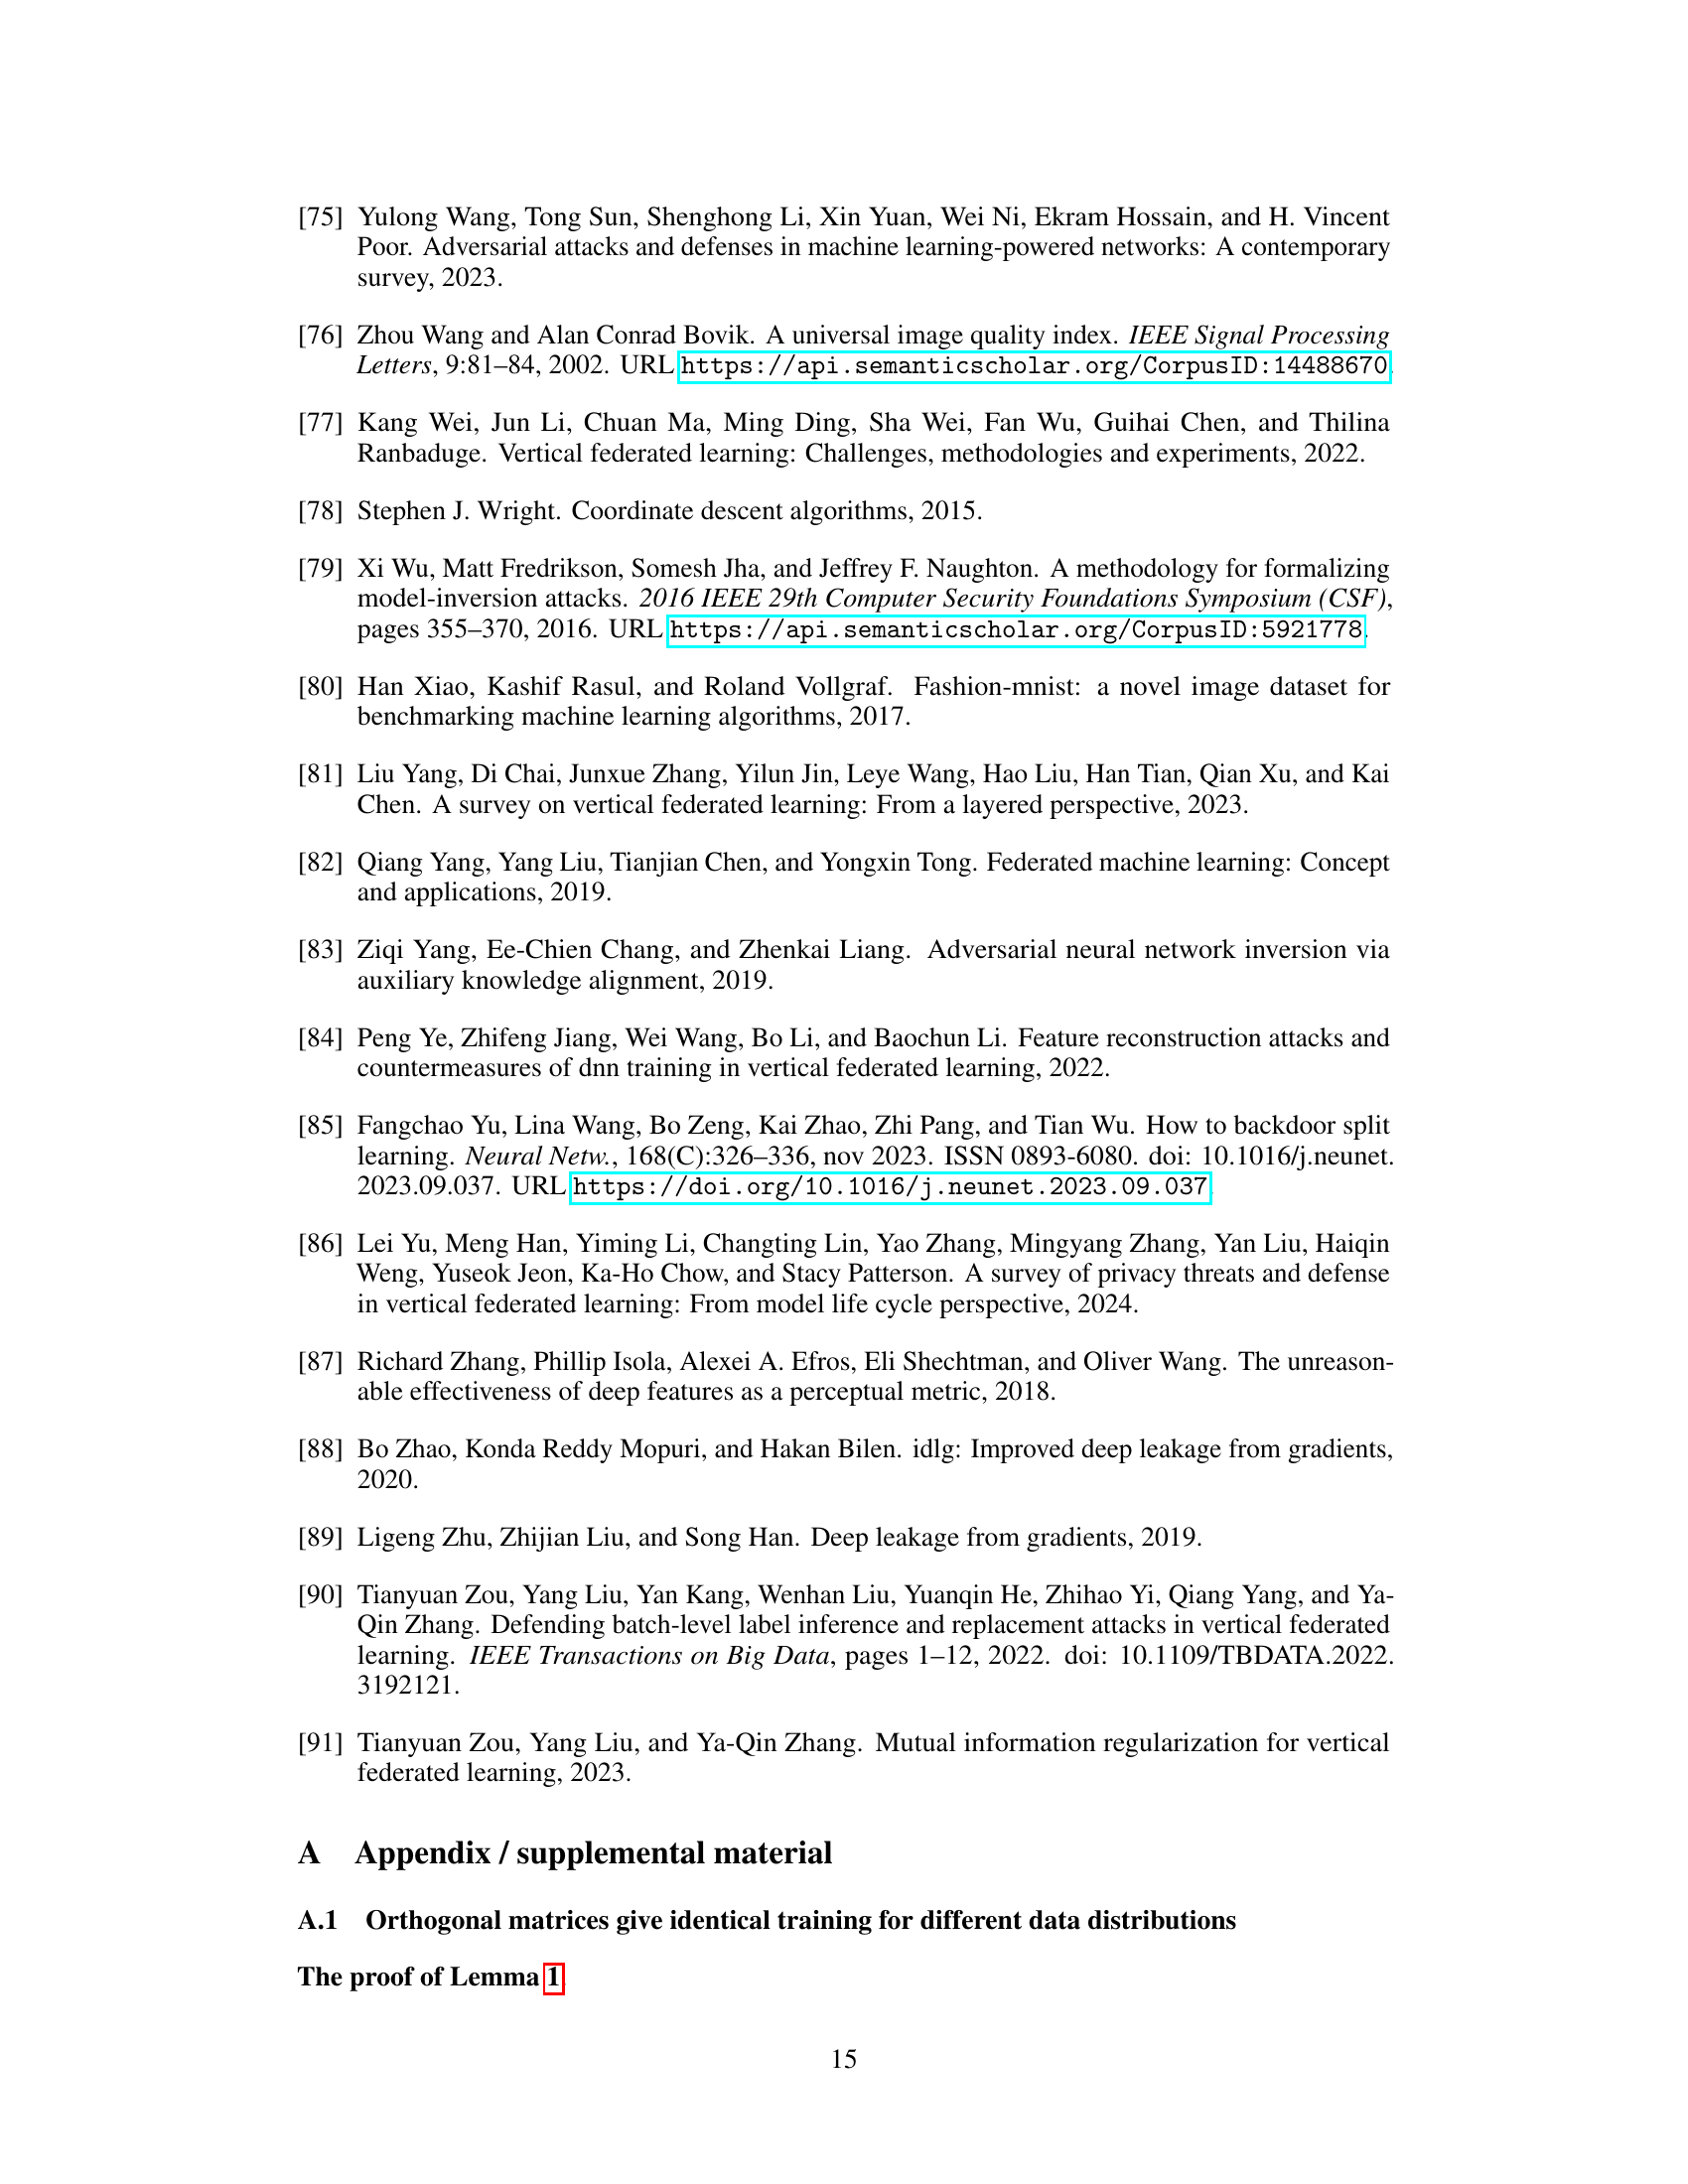 [75] Yulong Wang, Tong Sun, Shenghong Li, Xin Yuan, Wei Ni, Ekram Hossain, and H. Vincent
Poor. Adversarial attacks and defenses in machine learning-powered networks: A contemporary
survey, 2023.
[76] Zhou Wang and Alan Conrad Bovik. A universal image quality index. IEEE Signal Processing
Letters, 9:81–84, 2002. URL https://api.semanticscholar.org/CorpusID:14488670.
[77] Kang Wei, Jun Li, Chuan Ma, Ming Ding, Sha Wei, Fan Wu, Guihai Chen, and Thilina
Ranbaduge. Vertical federated learning: Challenges, methodologies and experiments, 2022.
[78] Stephen J. Wright. Coordinate descent algorithms, 2015.
[79] Xi Wu, Matt Fredrikson, Somesh Jha, and Jeffrey F. Naughton. A methodology for formalizing
model-inversion attacks. 2016 IEEE 29th Computer Security Foundations Symposium (CSF),
pages 355–370, 2016. URL https://api.semanticscholar.org/CorpusID:5921778.
[80] Han Xiao, Kashif Rasul, and Roland Vollgraf. Fashion-mnist: a novel image dataset for
benchmarking machine learning algorithms, 2017.
[81] Liu Yang, Di Chai, Junxue Zhang, Yilun Jin, Leye Wang, Hao Liu, Han Tian, Qian Xu, and Kai
Chen. A survey on vertical federated learning: From a layered perspective, 2023.
[82] Qiang Yang, Yang Liu, Tianjian Chen, and Yongxin Tong. Federated machine learning: Concept
and applications, 2019.
[83] Ziqi Yang, Ee-Chien Chang, and Zhenkai Liang. Adversarial neural network inversion via
auxiliary knowledge alignment, 2019.
[84] Peng Ye, Zhifeng Jiang, Wei Wang, Bo Li, and Baochun Li. Feature reconstruction attacks and
countermeasures of dnn training in vertical federated learning, 2022.
[85] Fangchao Yu, Lina Wang, Bo Zeng, Kai Zhao, Zhi Pang, and Tian Wu. How to backdoor split
learning. Neural Netw., 168(C):326–336, nov 2023. ISSN 0893-6080. doi: 10.1016/j.neunet.
2023.09.037. URL https://doi.org/10.1016/j.neunet.2023.09.037.
[86] Lei Yu, Meng Han, Yiming Li, Changting Lin, Yao Zhang, Mingyang Zhang, Yan Liu, Haiqin
Weng, Yuseok Jeon, Ka-Ho Chow, and Stacy Patterson. A survey of privacy threats and defense
in vertical federated learning: From model life cycle perspective, 2024.
[87] Richard Zhang, Phillip Isola, Alexei A. Efros, Eli Shechtman, and Oliver Wang. The unreason-
able effectiveness of deep features as a perceptual metric, 2018.
[88] Bo Zhao, Konda Reddy Mopuri, and Hakan Bilen. idlg: Improved deep leakage from gradients,
2020.
[89] Ligeng Zhu, Zhijian Liu, and Song Han. Deep leakage from gradients, 2019.
[90] Tianyuan Zou, Yang Liu, Yan Kang, Wenhan Liu, Yuanqin He, Zhihao Yi, Qiang Yang, and Ya-
Qin Zhang. Defending batch-level label inference and replacement attacks in vertical federated
learning. IEEE Transactions on Big Data, pages 1–12, 2022. doi: 10.1109/TBDATA.2022.
3192121.
[91] Tianyuan Zou, Yang Liu, and Ya-Qin Zhang. Mutual information regularization for vertical
federated learning, 2023.
A Appendix / supplemental material
A.1 Orthogonal matrices give identical training for different data distributions
The proof of Lemma 1.
15